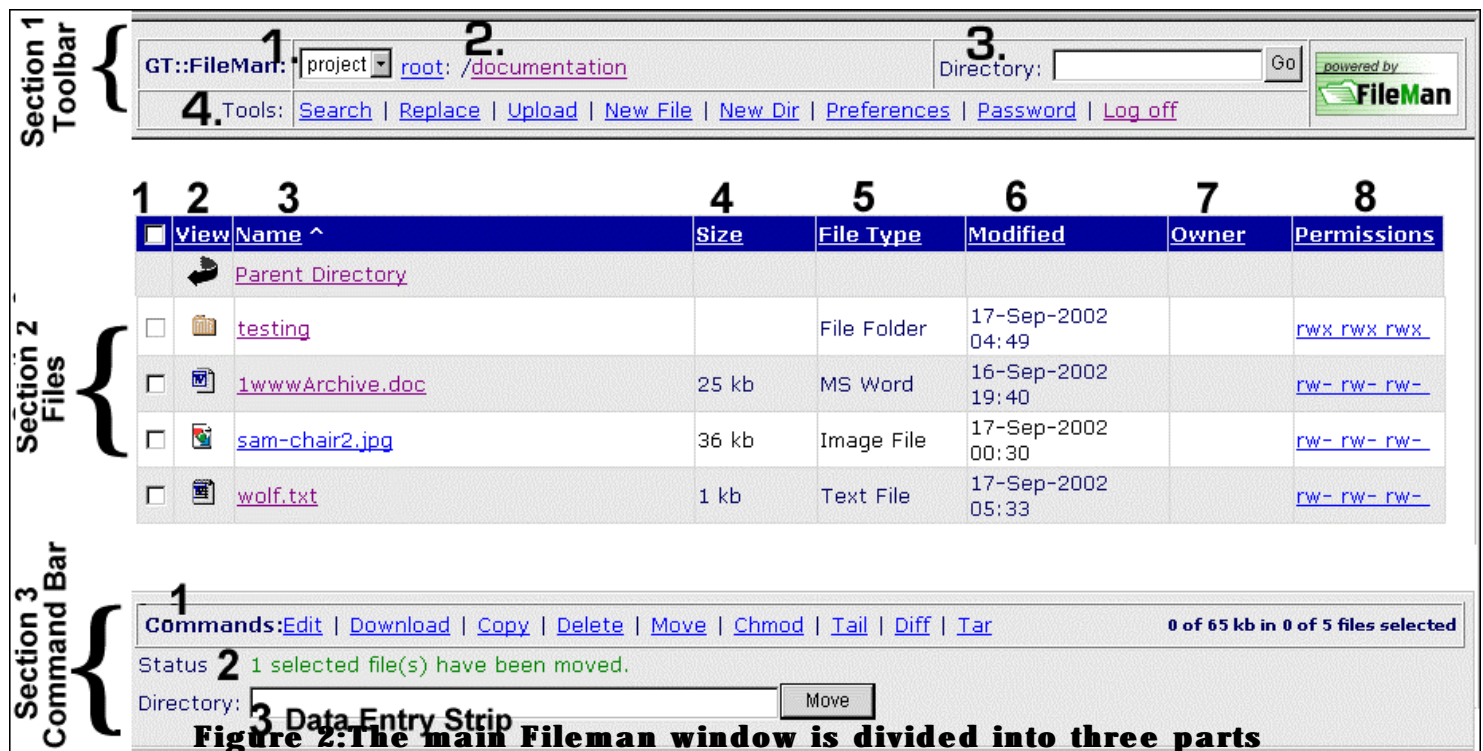 Section 1
Toolbar
1. 2. 3.
GT::FileMan: project root: /documentation Directory: Go
powered by
FileMan
4. Tools: Search | Replace | Upload | New File | New Dir | Preferences | Password | Log off
1 2 3 4 5 6 7 8
View Name ^ Size File Type Modified Owner Permissions
Parent Directory
Section 2
Files
testing File Folder 17-Sep-2002 04:49 rwx rwx rwx
1wwwArchive.doc 25 kb MS Word 16-Sep-2002 19:40 rw- rw- rw-
sam-chair2.jpg 36 kb Image File 17-Sep-2002 00:30 rw- rw- rw-
wolf.txt 1 kb Text File 17-Sep-2002 05:33 rw- rw- rw-
Section 3
Command Bar
1
Commands:Edit | Download | Copy | Delete | Move | Chmod | Tail | Diff | Tar 0 of 65 kb in 0 of 5 files selected
Status 2 1 selected file(s) have been moved.
Directory: Move
3 Data Entry Strip
Figure 2:The main Fileman window is divided into three parts